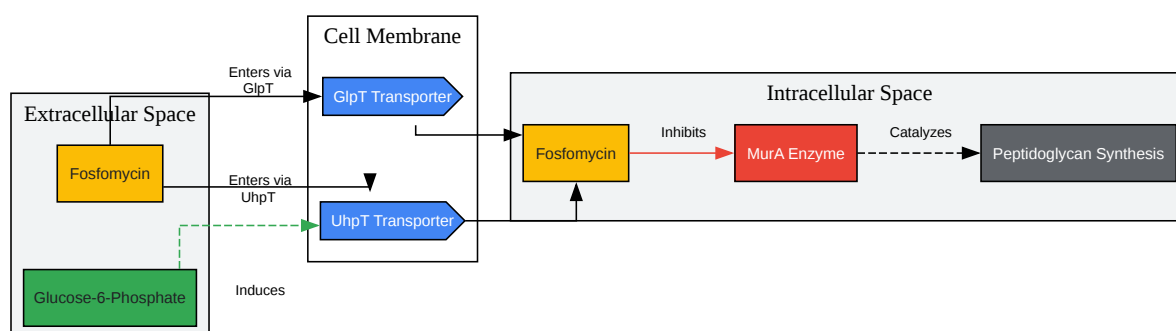 Cell Membrane
Enters via
GlpT
GlpT Transporter
Extracellular Space
Fosfomycin
Enters via
UhpT
UhpT Transporter
Glucose-6-Phosphate
Induces
Intracellular Space
Fosfomycin
Inhibits
MurA Enzyme
Catalyzes
Peptidoglycan Synthesis